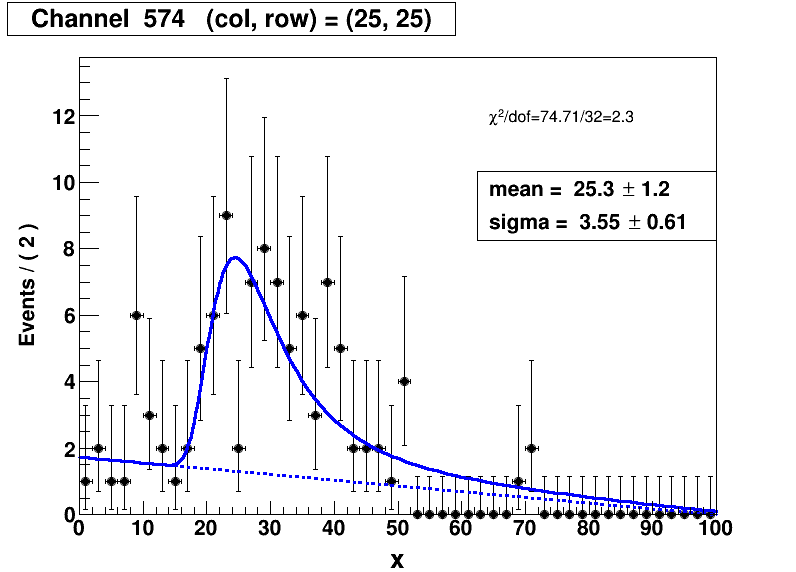 Channel 574 (col, row) = (25, 25)
χ²/dof=74.71/32=2.3
mean = 25.3 ± 1.2
sigma = 3.55 ± 0.61
Events / ( 2 )
12
10
8
6
4
2
0
0 10 20 30 40 50 60 70 80 90 100
x